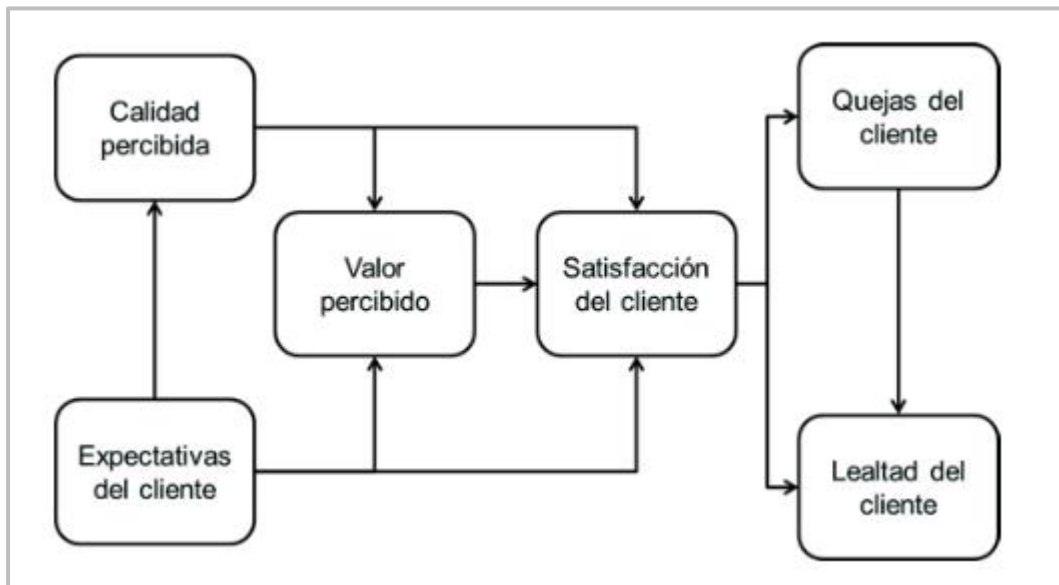 Calidad
percibida
Quejas del
cliente
Valor
percibido
Satisfacción
del cliente
Expectativas
del cliente
Lealtad del
cliente